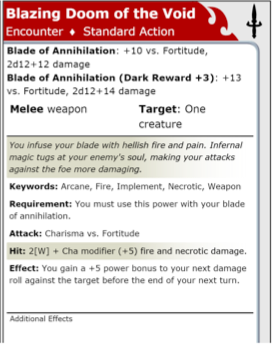 Blazing Doom of the Void
Encounter ♦ Standard Action
Blade of Annihilation: +10 vs. Fortitude,
2d12+12 damage
Blade of Annihilation (Dark Reward +3): +13
vs. Fortitude, 2d12+14 damage
Melee weapon Target: One
creature
You infuse your blade with hellish fire and pain. Infernal
magic tugs at your enemy's soul, making your attacks
against the foe more damaging.
Keywords: Arcane, Fire, Implement, Necrotic, Weapon
Requirement: You must use this power with your blade
of annihilation.
Attack: Charisma vs. Fortitude
Hit: 2[W] + Cha modifier (+5) fire and necrotic damage.
Effect: You gain a +5 power bonus to your next damage
roll against the target before the end of your next turn.
Additional Effects